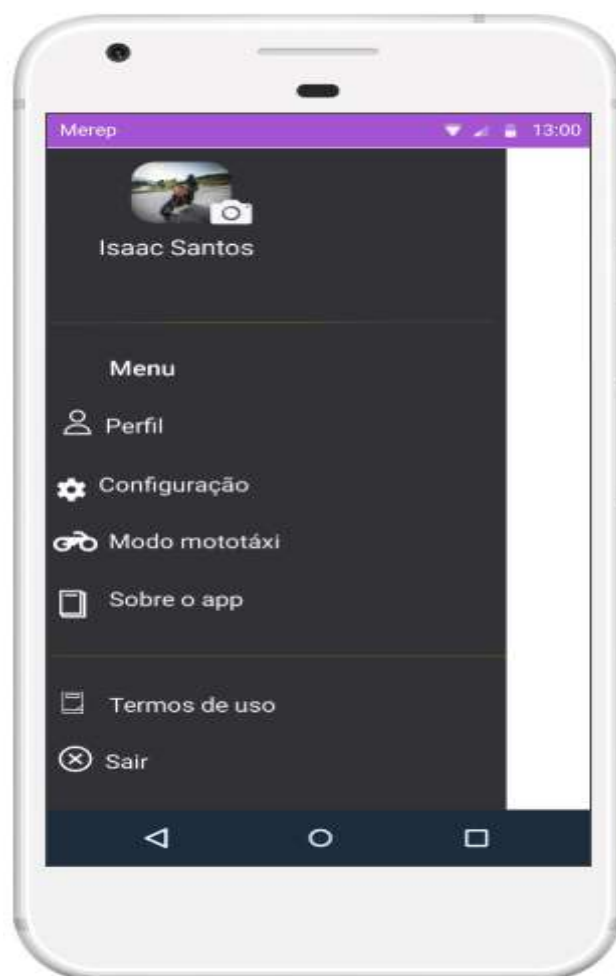 Merep 13:00
Isaac Santos
Menu
Perfil
Configuração
Modo mototáxi
Sobre o app
Termos de uso
Sair